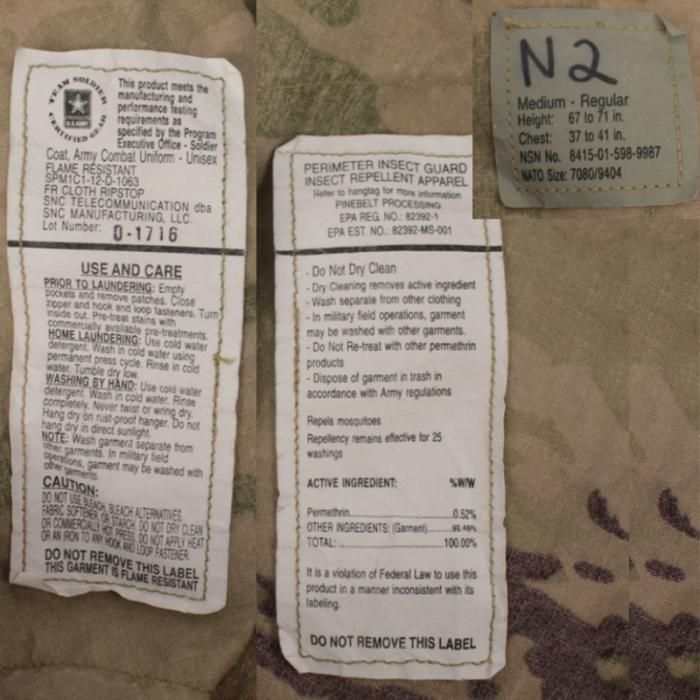 TEAM SOLDIER
U.S.ARMY
CERTIFIED GEAR
This product meets the
manufacturing and
performance testing
requirements as
specified by the Program
Executive Office - Soldier
Coat, Army Combat Uniform - Unisex
FLAME RESISTANT
SPM1C1-12-D-1063
FR CLOTH RIPSTOP
SNC TELECOMMUNICATION dba
SNC MANUFACTURING, LLC.
Lot Number: 0-1716
USE AND CARE
PRIOR TO LAUNDERING: Empty
pockets and remove patches. Close
zipper and hook and loop fasteners. Turn
inside out. Pre-treat stains with
commercially available pre-treatments.
HOME LAUNDERING: Use cold water
detergent. Wash in cold water using
permanent press cycle. Rinse in cold
water. Tumble dry low.
WASHING BY HAND: Use cold water
detergent. Wash in cold water. Rinse
completely. Never twist or wring dry.
Hang dry on rust-proof hanger. Do not
hang dry in direct sunlight.
NOTE: Wash garment separate from
other garments. In military field
operations, garment may be washed with
other garments.
CAUTION:
DO NOT USE BLEACH, BLEACH ALTERNATIVES,
FABRIC SOFTENER, OR STARCH. DO NOT DRY CLEAN
OR COMMERCIALLY HOT PRESS. DO NOT APPLY HEAT
OR AN IRON TO ANY HOOK AND LOOP FASTENER.
DO NOT REMOVE THIS LABEL
THIS GARMENT IS FLAME RESISTANT
PERIMETER INSECT GUARD
INSECT REPELLENT APPAREL
Refer to hangtag for more information
PINEBELT PROCESSING
EPA REG. NO.: 82392-1
EPA EST. NO.: 82392-MS-001
- Do Not Dry Clean
- Dry Cleaning removes active ingredient
- Wash separate from other clothing
- In military field operations, garment
may be washed with other garments.
- Do Not Re-treat with other permethrin
products
- Dispose of garment in trash in
accordance with Army regulations
Repels mosquitoes
Repellency remains effective for 25
washings
ACTIVE INGREDIENT: %W/W
Permethrin 0.52%
OTHER INGREDIENTS: (Garment) 99.48%
TOTAL: 100.00%
It is a violation of Federal Law to use this
product in a manner inconsistent with its
labeling.
DO NOT REMOVE THIS LABEL
N2
Medium - Regular
Height: 67 to 71 in.
Chest: 37 to 41 in.
NSN No. 8415-01-598-9987
NATO Size: 7080/9404